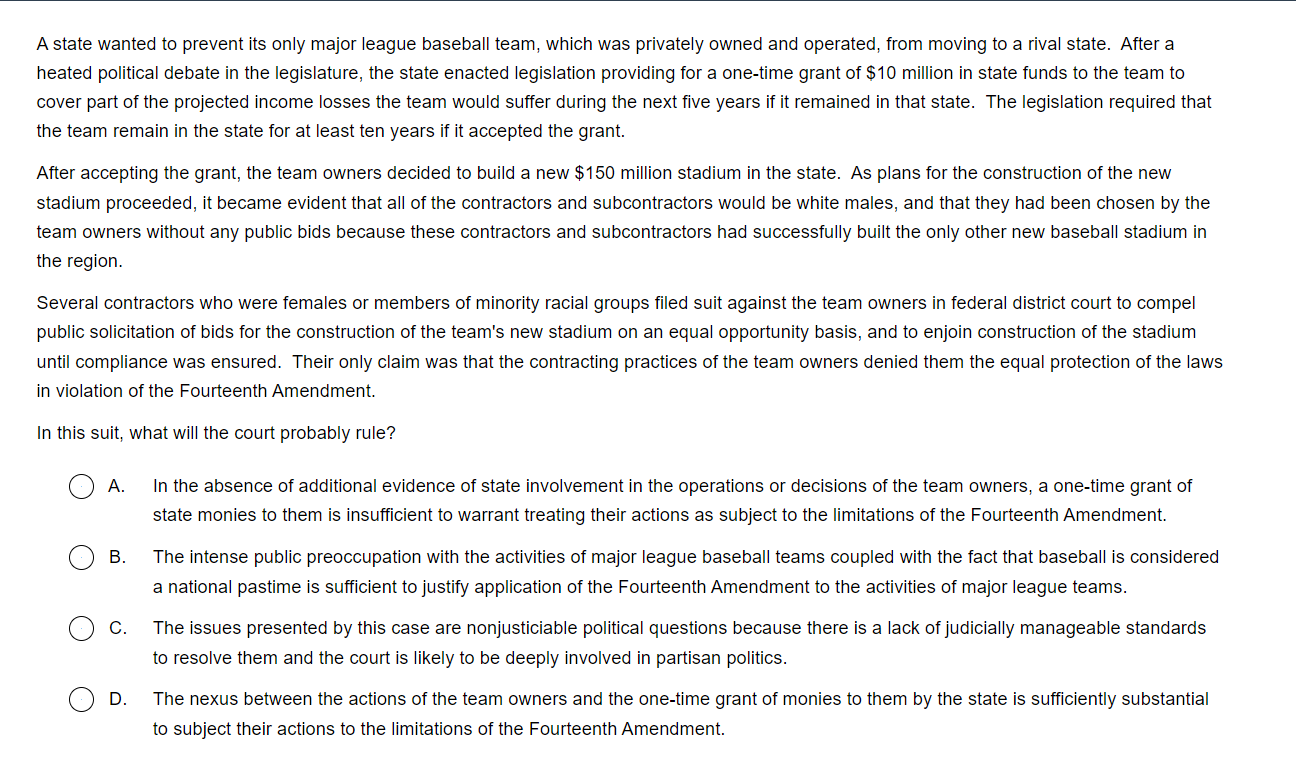 A state wanted to prevent its only major league baseball team, which was privately owned and operated, from moving to a rival state.  After a
heated political debate in the legislature, the state enacted legislation providing for a one-time grant of $10 million in state funds to the team to
cover part of the projected income losses the team would suffer during the next five years if it remained in that state.  The legislation required that
the team remain in the state for at least ten years if it accepted the grant.
After accepting the grant, the team owners decided to build a new $150 million stadium in the state.  As plans for the construction of the new
stadium proceeded, it became evident that all of the contractors and subcontractors would be white males, and that they had been chosen by the
team owners without any public bids because these contractors and subcontractors had successfully built the only other new baseball stadium in
the region.
Several contractors who were females or members of minority racial groups filed suit against the team owners in federal district court to compel
public solicitation of bids for the construction of the team's new stadium on an equal opportunity basis, and to enjoin construction of the stadium
until compliance was ensured.  Their only claim was that the contracting practices of the team owners denied them the equal protection of the laws
in violation of the Fourteenth Amendment.
In this suit, what will the court probably rule?
A. In the absence of additional evidence of state involvement in the operations or decisions of the team owners, a one-time grant of
state monies to them is insufficient to warrant treating their actions as subject to the limitations of the Fourteenth Amendment.
B. The intense public preoccupation with the activities of major league baseball teams coupled with the fact that baseball is considered
a national pastime is sufficient to justify application of the Fourteenth Amendment to the activities of major league teams.
C. The issues presented by this case are nonjusticiable political questions because there is a lack of judicially manageable standards
to resolve them and the court is likely to be deeply involved in partisan politics.
D. The nexus between the actions of the team owners and the one-time grant of monies to them by the state is sufficiently substantial
to subject their actions to the limitations of the Fourteenth Amendment.